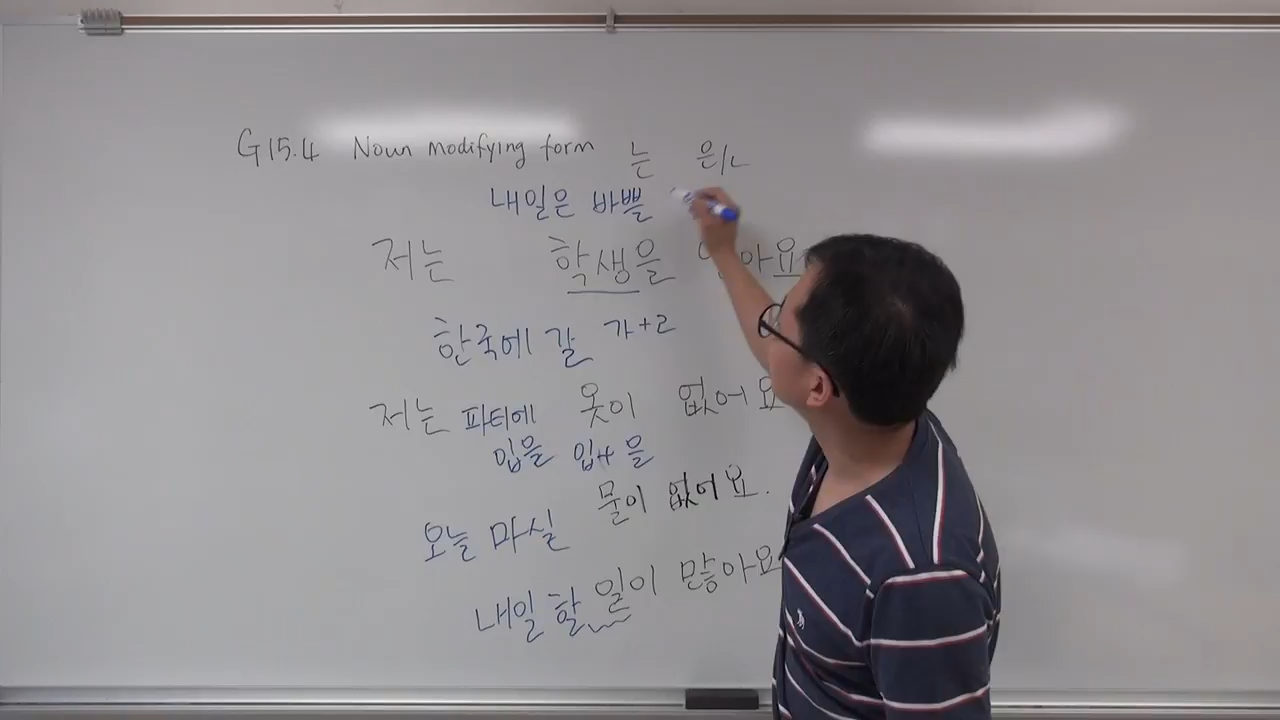 G15.4 Noun modifying form 는 은/ㄴ
내일은 바쁠
저는 학생을 아요
한국에 갈 가+ㄹ
저는 파티에 옷이 없어요
입을 입+을
물이 없어요.
오늘 마실
내일 할 일이 많아요